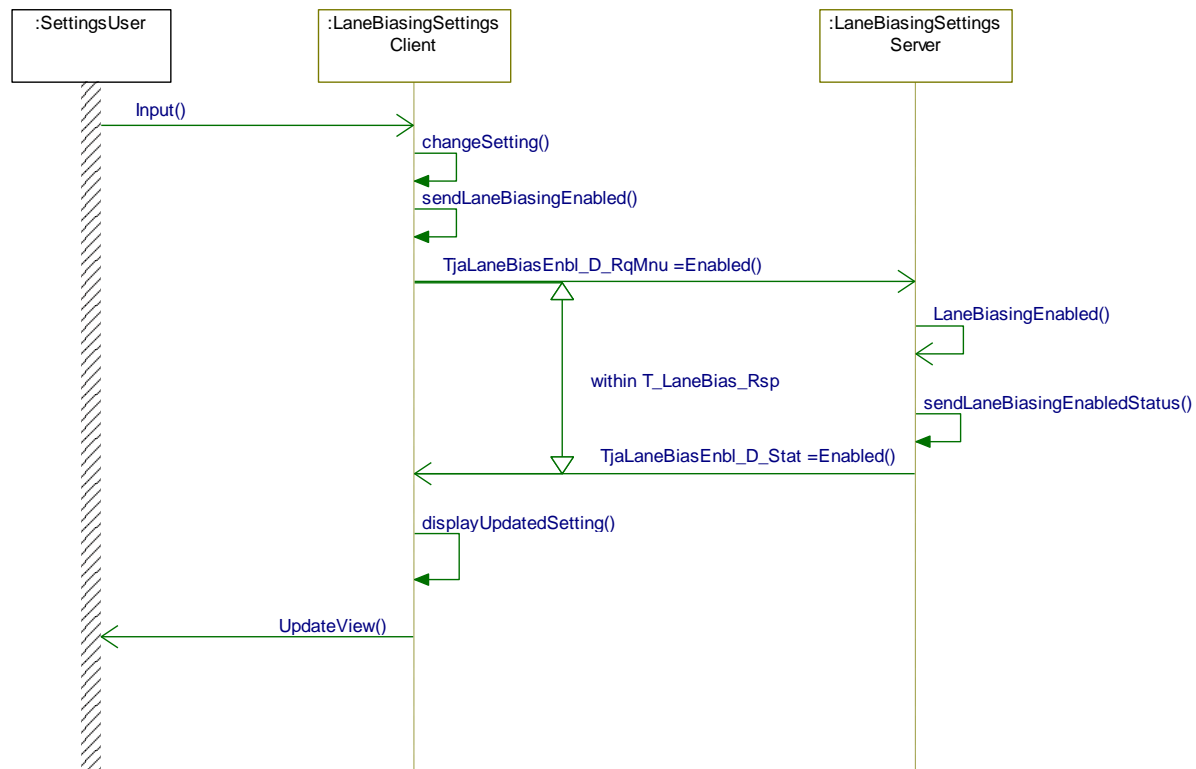 :SettingsUser
:LaneBiasingSettings
Client
:LaneBiasingSettings
Server
Input()
changeSetting()
sendLaneBiasingEnabled()
TjaLaneBiasEnbl_D_RqMnu =Enabled()
LaneBiasingEnabled()
within T_LaneBias_Rsp
sendLaneBiasingEnabledStatus()
TjaLaneBiasEnbl_D_Stat =Enabled()
displayUpdatedSetting()
UpdateView()